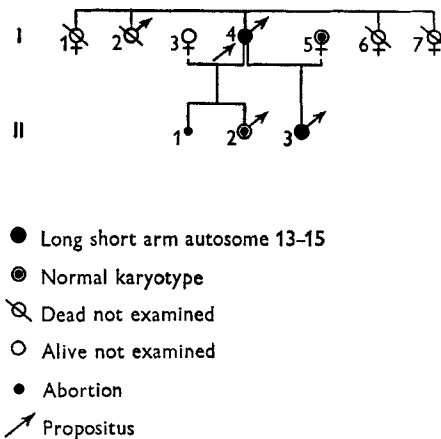 I
1 2 3 4 5 6 7
II
1 2 3
Long short arm autosome 13–15
Normal karyotype
Dead not examined
Alive not examined
Abortion
Propositus